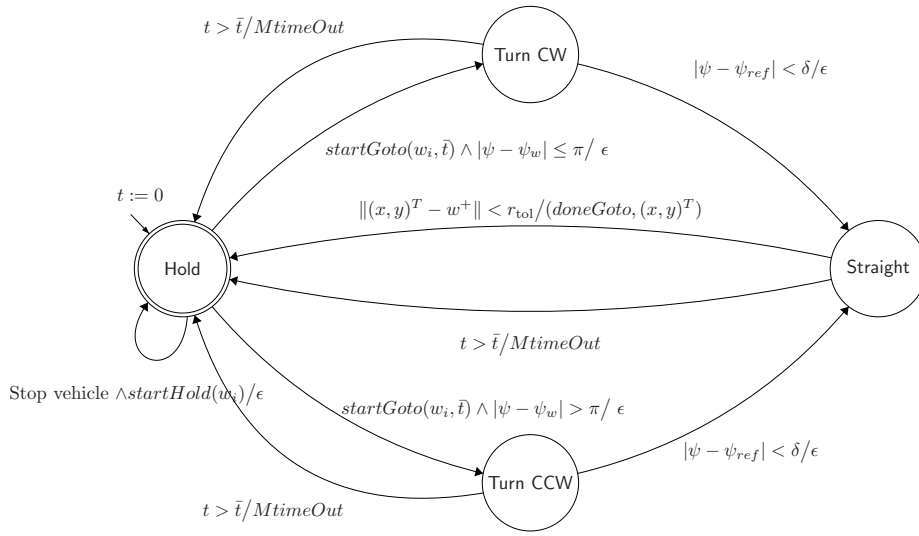 t > t̄/MtimeOut
Turn CW
|ψ − ψ_ref| < δ/ϵ
startGoto(w_i, t̄) ∧ |ψ − ψ_w| ≤ π/ ϵ
t := 0
‖(x, y)^T − w^+‖ < r_tol/(doneGoto, (x, y)^T)
Hold
Straight
t > t̄/MtimeOut
Stop vehicle ∧startHold(w_i)/ϵ
startGoto(w_i, t̄) ∧ |ψ − ψ_w| > π/ ϵ
|ψ − ψ_ref| < δ/ϵ
Turn CCW
t > t̄/MtimeOut